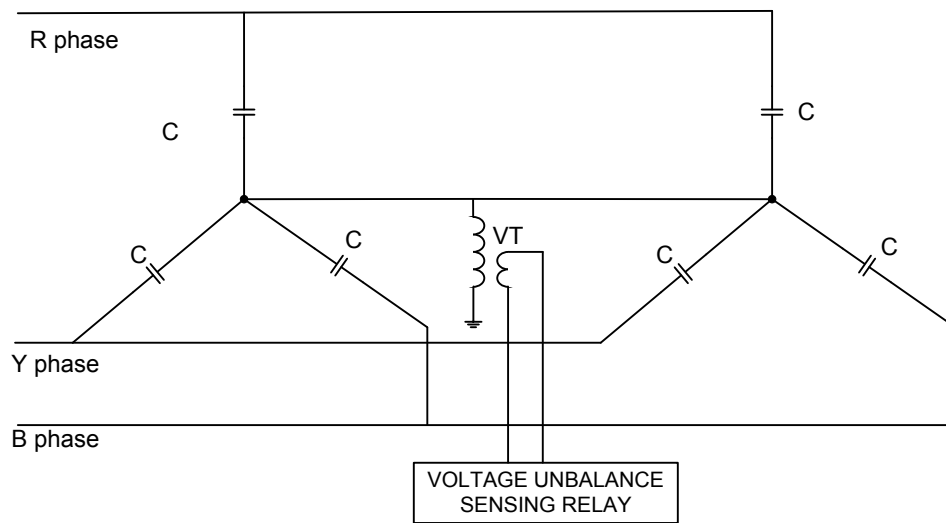 R phase
C
C
C
C
VT
C
C
Y phase
B phase
VOLTAGE UNBALANCE
SENSING RELAY